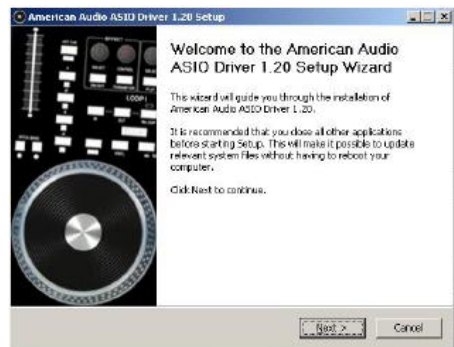 American Audio ASIO Driver 1.20 Setup
Welcome to the American Audio
ASIO Driver 1.20 Setup Wizard
This wizard will guide you through the installation of
American Audio ASIO Driver 1.20.
It is recommended that you close all other applications
before starting Setup. This will make it possible to update
relevant system files without having to reboot your
computer.
Click Next to continue.
EFFECT
LOOP1
Next >
Cancel